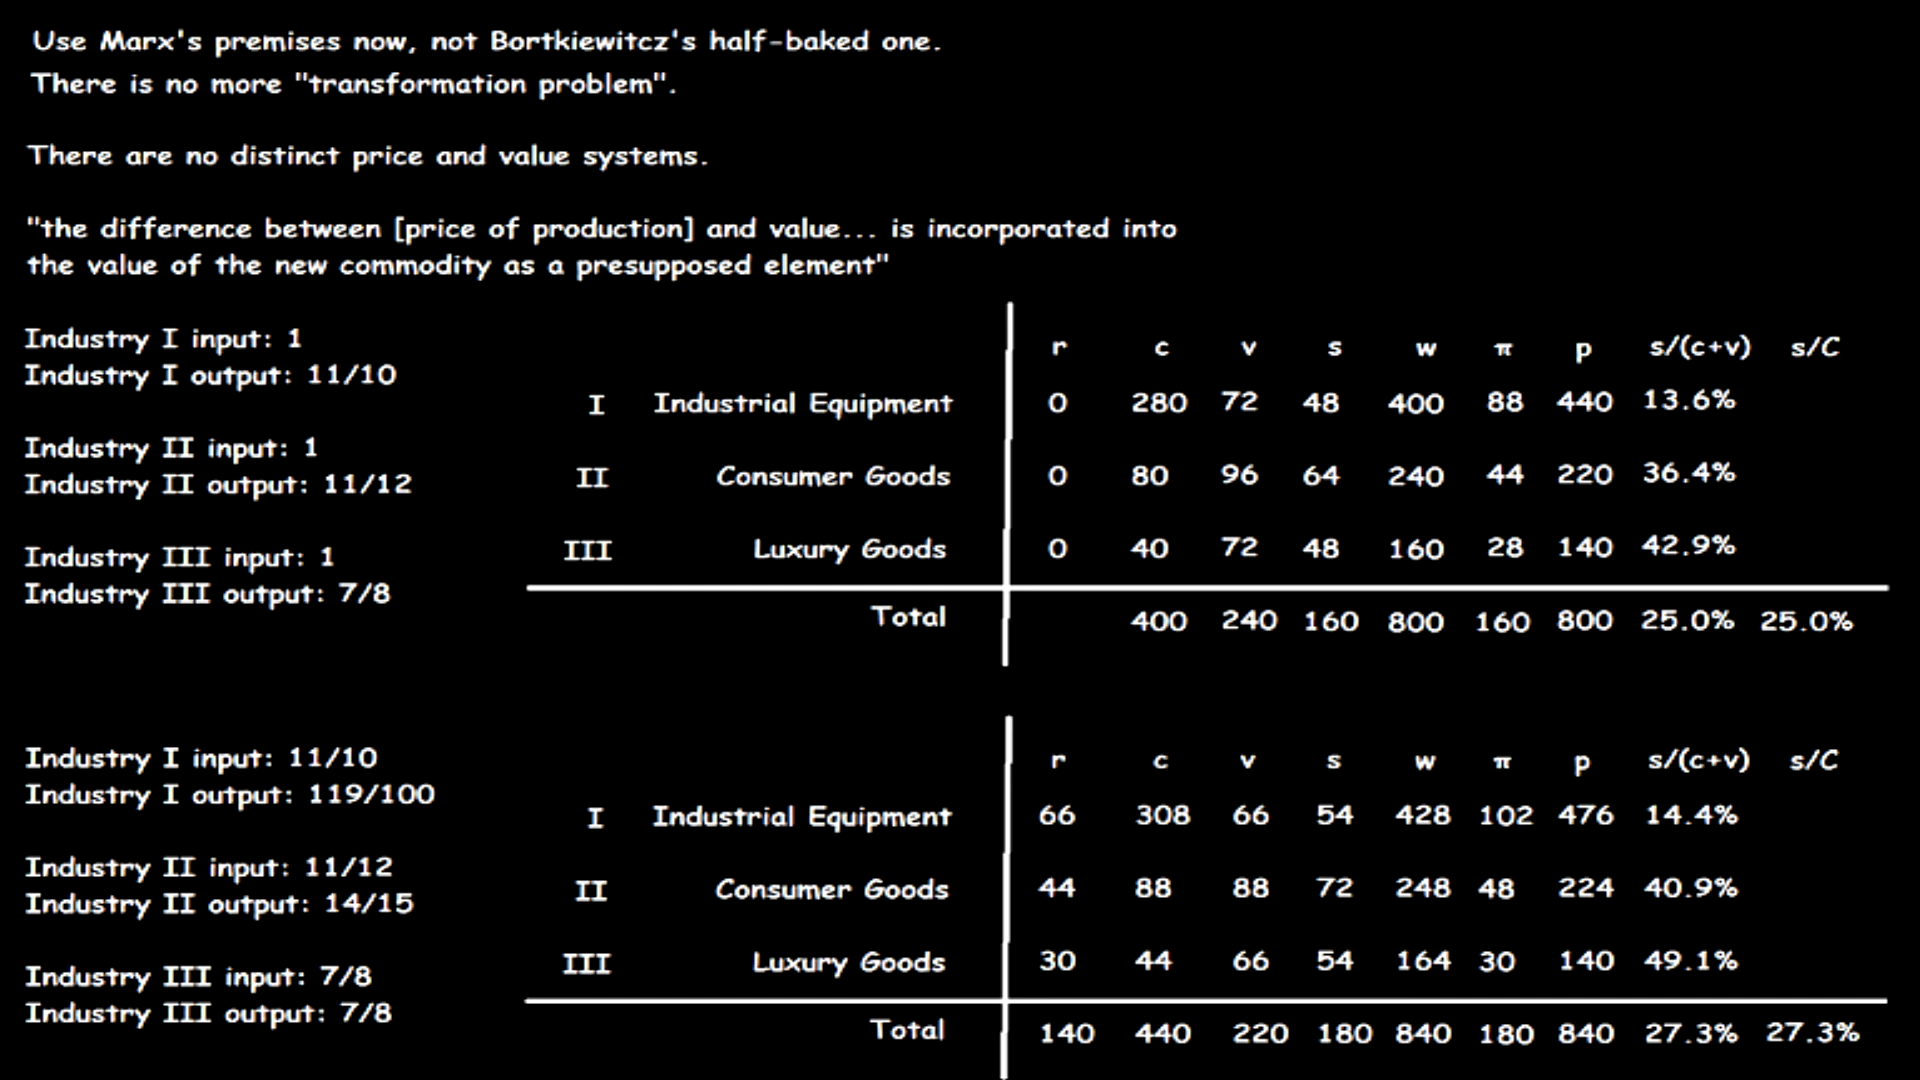 Use Marx's premises now, not Bortkiewitcz's half-baked one.
There is no more "transformation problem".
There are no distinct price and value systems.
"the difference between [price of production] and value... is incorporated into
the value of the new commodity as a presupposed element"
Industry I input: 1
Industry I output: 11/10
Industry II input: 1
Industry II output: 11/12
Industry III input: 1
Industry III output: 7/8
r c v s w π p s/(c+v) s/C
I Industrial Equipment 0 280 72 48 400 88 440 13.6%
II Consumer Goods 0 80 96 64 240 44 220 36.4%
III Luxury Goods 0 40 72 48 160 28 140 42.9%
Total 400 240 160 800 160 800 25.0% 25.0%
Industry I input: 11/10
Industry I output: 119/100
Industry II input: 11/12
Industry II output: 14/15
Industry III input: 7/8
Industry III output: 7/8
r c v s w π p s/(c+v) s/C
I Industrial Equipment 66 308 66 54 428 102 476 14.4%
II Consumer Goods 44 88 88 72 248 48 224 40.9%
III Luxury Goods 30 44 66 54 164 30 140 49.1%
Total 140 440 220 180 840 180 840 27.3% 27.3%